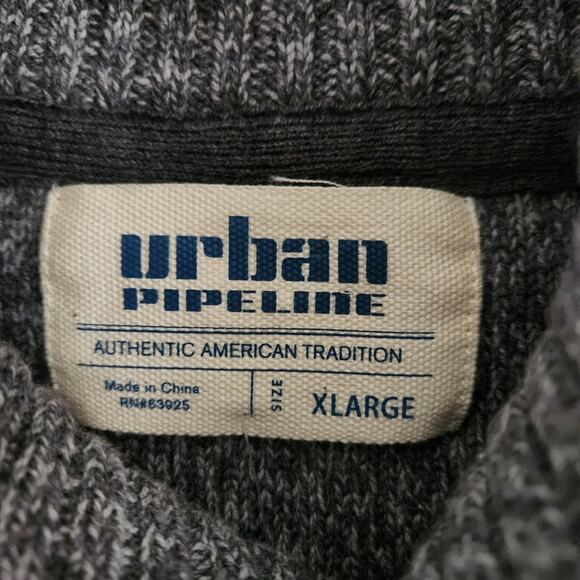 urban
PIPELINE
AUTHENTIC AMERICAN TRADITION
Made in China
RN#63925
SIZE
XLARGE